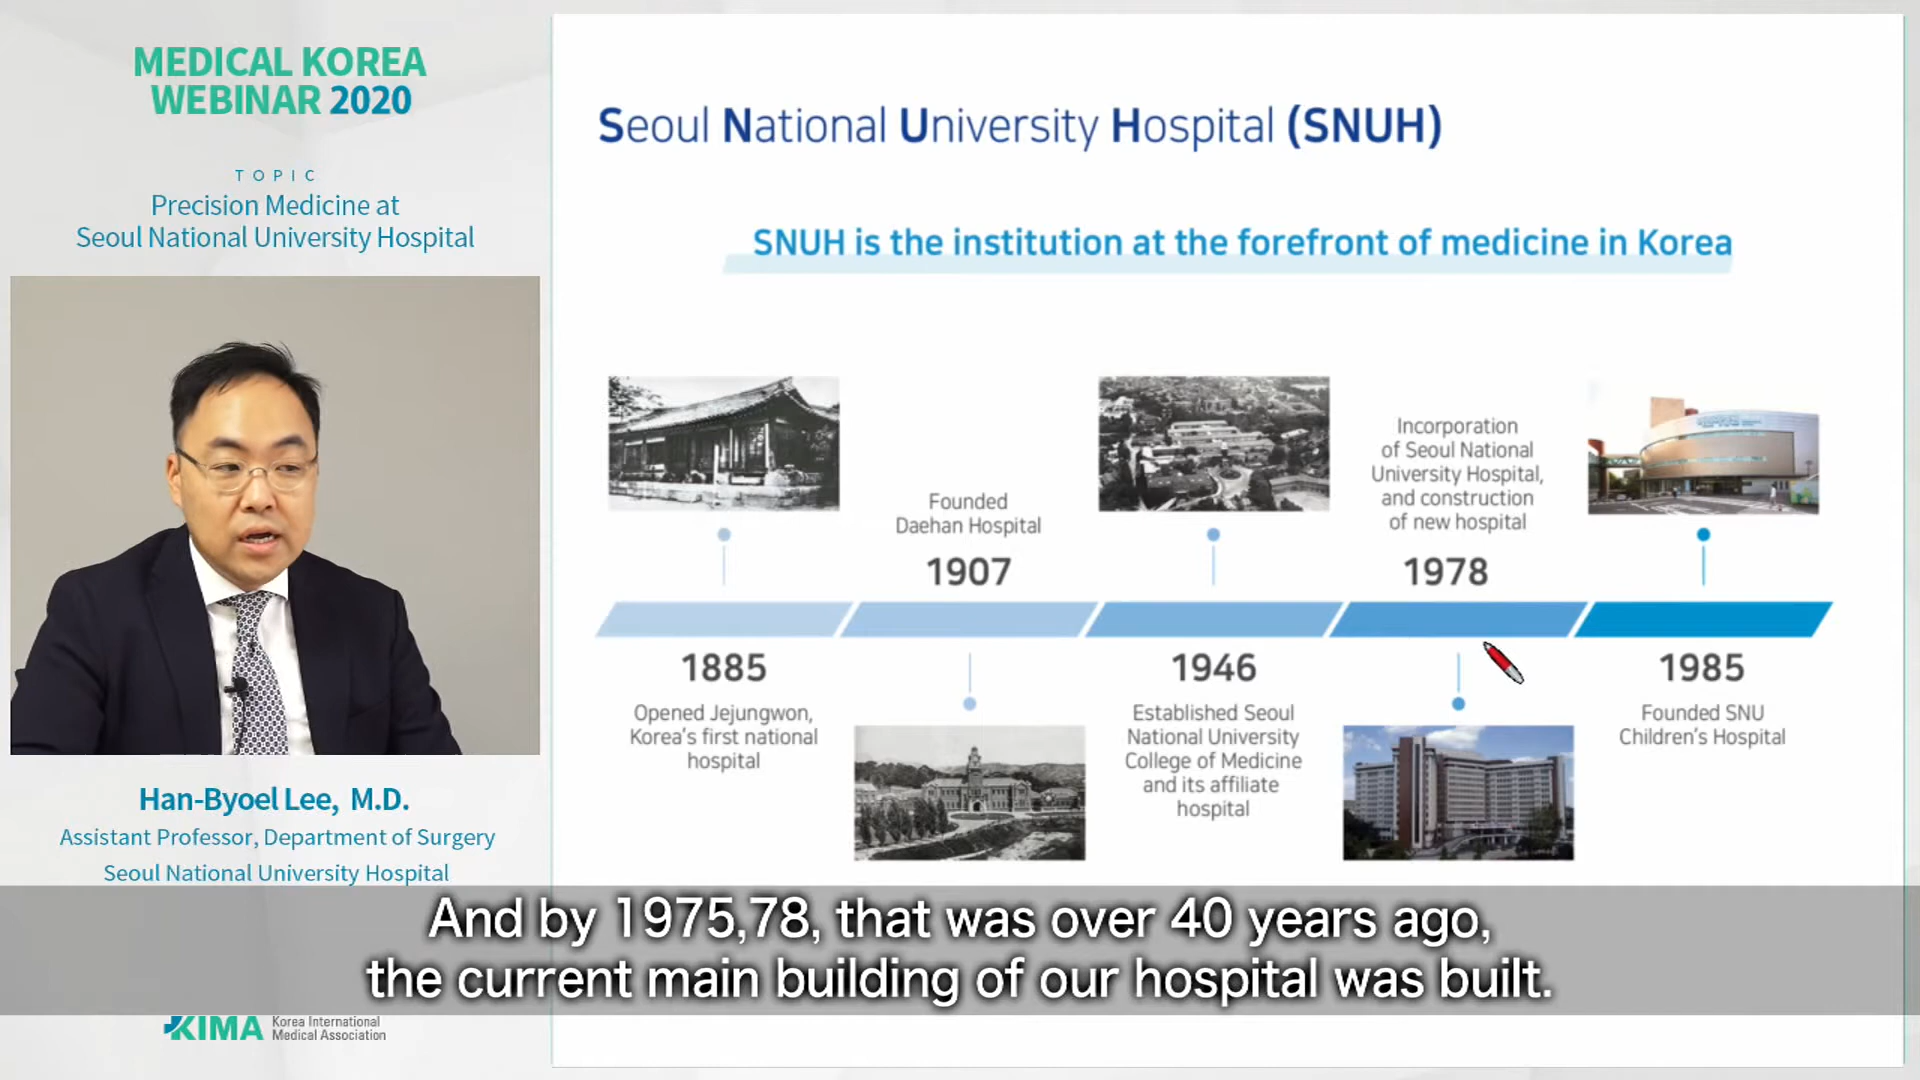 MEDICAL KOREA
WEBINAR 2020
TOPIC
Precision Medicine at
Seoul National University Hospital
Han-Byoel Lee, M.D.
Assistant Professor, Department of Surgery
Seoul National University Hospital
Seoul National University Hospital (SNUH)
SNUH is the institution at the forefront of medicine in Korea
1885
Opened Jejungwon,
Korea's first national
hospital
Founded
Daehan Hospital
1907
1946
Established Seoul
National University
College of Medicine
and its affiliate
hospital
Incorporation
of Seoul National
University Hospital,
and construction
of new hospital
1978
1985
Founded SNU
Children's Hospital
And by 1975,78, that was over 40 years ago,
the current main building of our hospital was built.
KIMA
Korea International
Medical Association